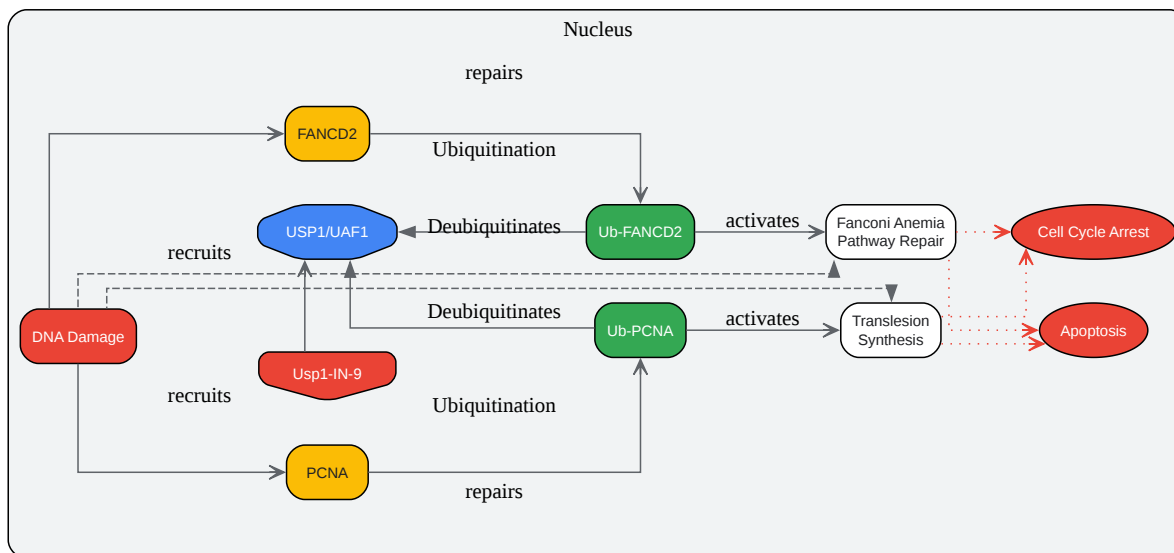 Nucleus
repairs
FANCD2
Ubiquitination
USP1/UAF1
Deubiquitinates
Ub-FANCD2
activates
Fanconi Anemia
Pathway Repair
Cell Cycle Arrest
recruits
DNA Damage
Deubiquitinates
Ub-PCNA
activates
Translesion
Synthesis
Apoptosis
Usp1-IN-9
recruits
Ubiquitination
PCNA
repairs